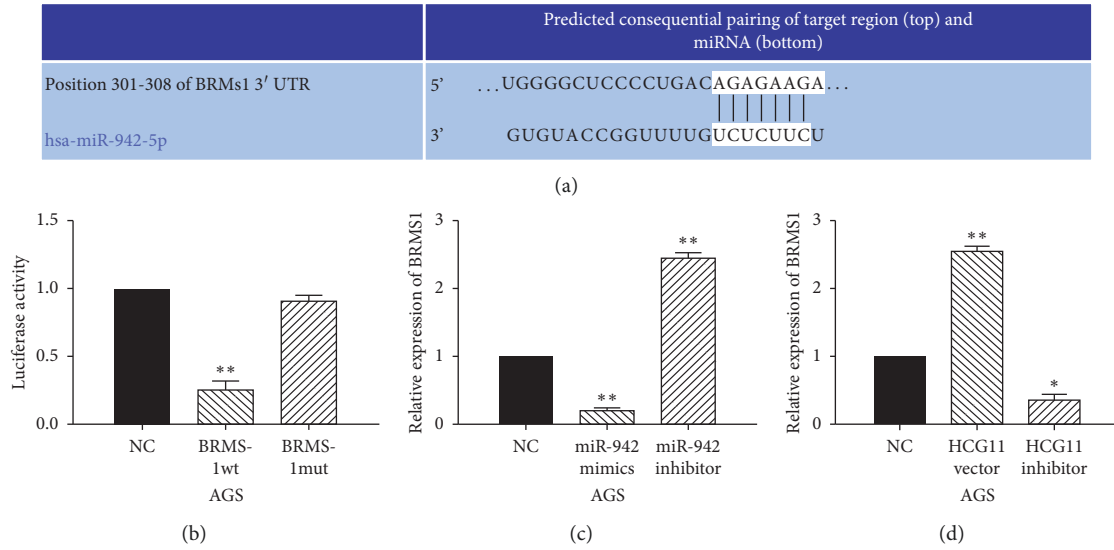 Predicted consequential pairing of target region (top) and
miRNA (bottom)
Position 301-308 of BRMs1 3′ UTR
5’ ...UGGGGCUCCCCUGACAGAGAAGA...
hsa-miR-942-5p
3’ GUGUACCGGUUUUGUCUCUUCU
(a)
Luciferase activity
1.5
1.0
0.5
0.0
**
NC
BRMS-
1wt
BRMS-
1mut
AGS
(b)
Relative expression of BRMS1
3
2
1
0
**
**
NC
miR-942
mimics
miR-942
inhibitor
AGS
(c)
Relative expression of BRMS1
3
2
1
0
**
*
NC
HCG11
vector
HCG11
inhibitor
AGS
(d)